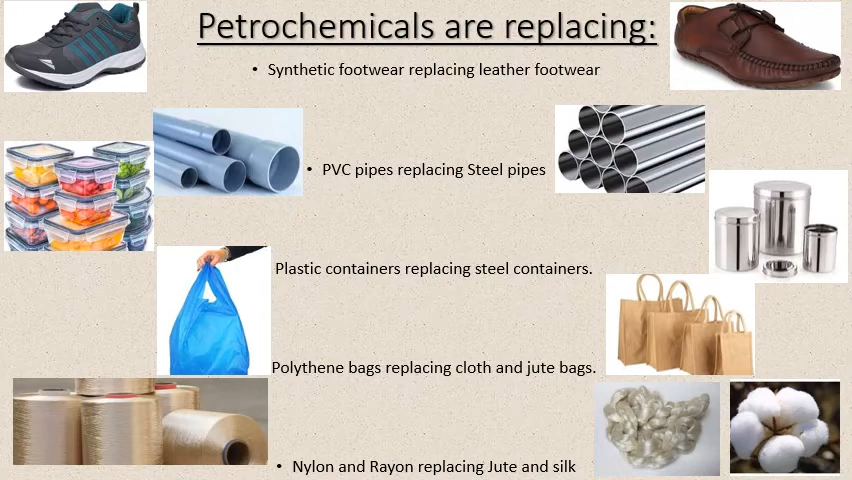 Petrochemicals are replacing:
• Synthetic footwear replacing leather footwear
• PVC pipes replacing Steel pipes
Plastic containers replacing steel containers.
Polythene bags replacing cloth and jute bags.
• Nylon and Rayon replacing Jute and silk